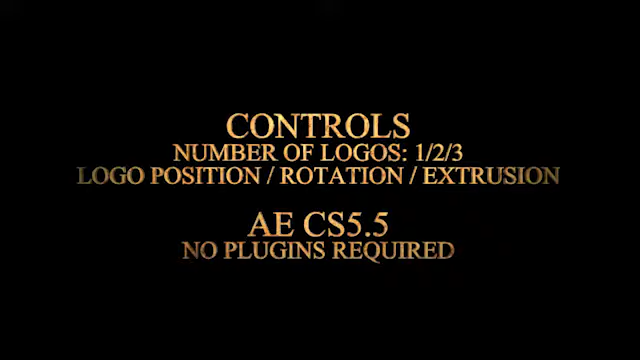 CONTROLS
NUMBER OF LOGOS: 1/2/3
LOGO POSITION / ROTATION / EXTRUSION
AE CS5.5
NO PLUGINS REQUIRED